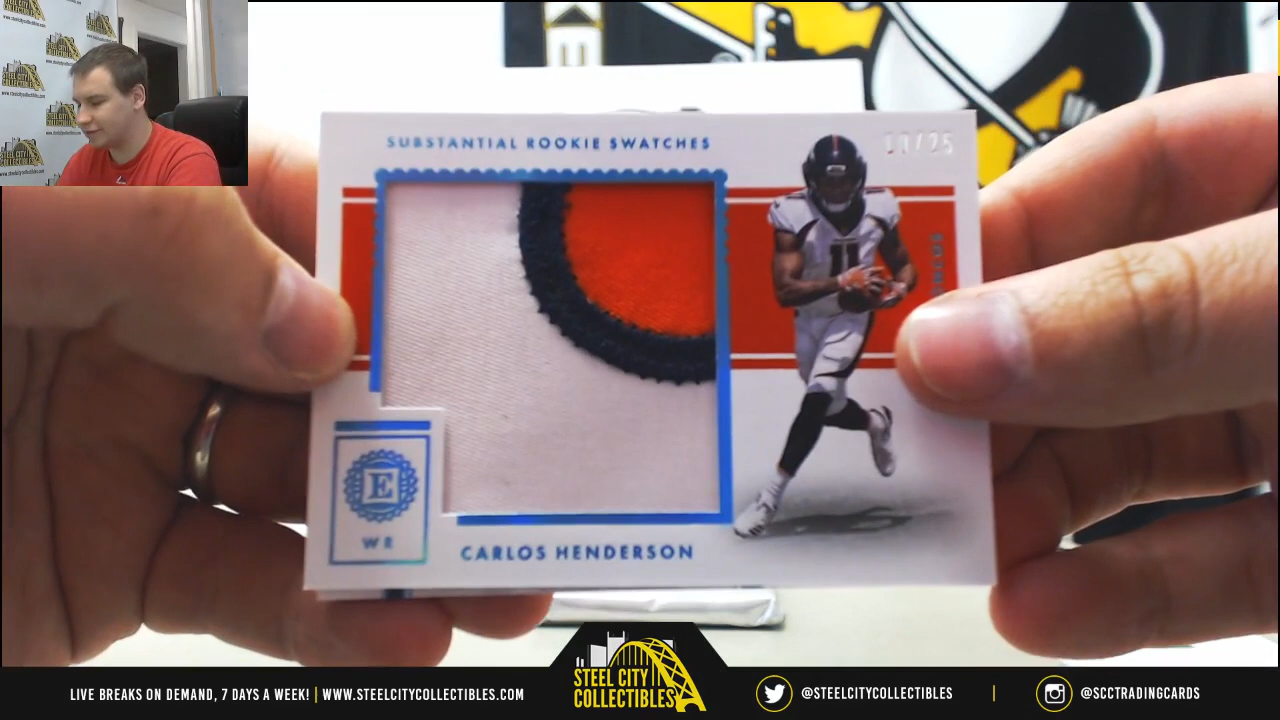 SUBSTANTIAL ROOKIE SWATCHES
11
E
WR
CARLOS HENDERSON
LIVE BREAKS ON DEMAND, 7 DAYS A WEEK! | WWW.STEELCITYCOLLECTIBLES.COM
STEEL CITY
COLLECTIBLES
@STEELCITYCOLLECTIBLES
@SCCTRADINGCARDS